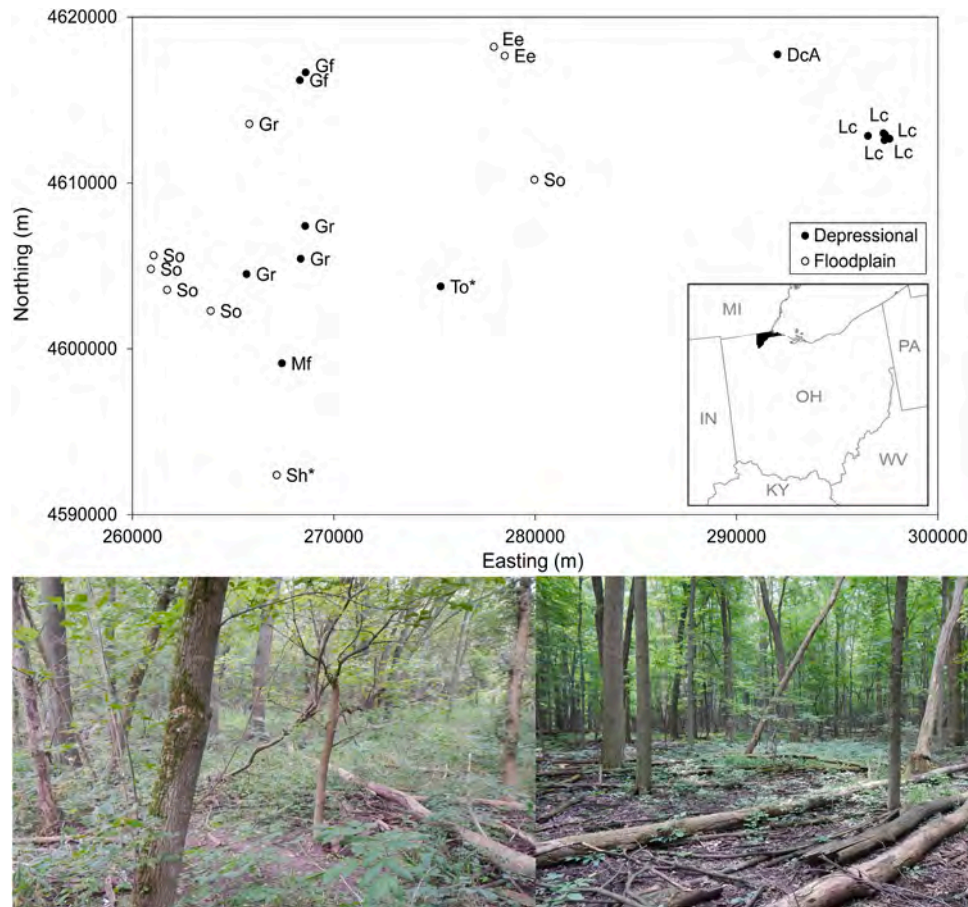 4620000
Ee
Ee
DcA
Gf
Gf
Gr
Lc
Lc
Lc
Lc
Lc
4610000
So
Gr
Gr
Gr
So
So
So
So
To*
Depressional
Floodplain
Northing (m)
4600000
Mf
MI
PA
OH
IN
WV
KY
Sh*
4590000
260000
270000
280000
290000
300000
Easting (m)